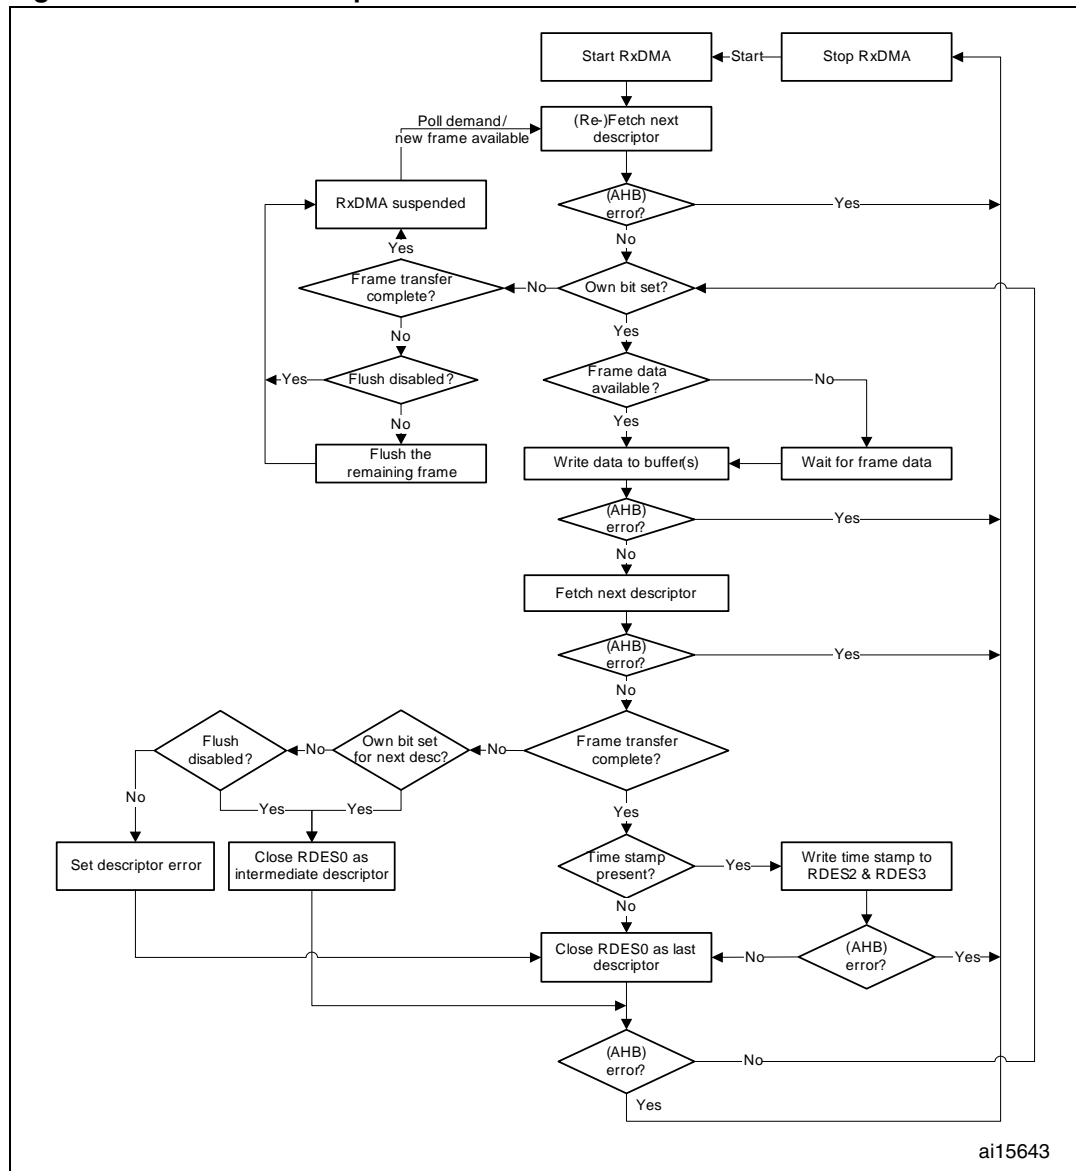 Start RxDMA
Start
Stop RxDMA
Poll demand/
new frame available
(Re-)Fetch next
descriptor
RxDMA suspended
(AHB)
error?
Yes
Yes
No
Frame transfer
complete?
No
Own bit set?
No
Yes
Yes
Flush disabled?
Frame data
available?
No
No
Yes
Flush the
remaining frame
Write data to buffer(s)
Wait for frame data
(AHB)
error?
Yes
No
Fetch next descriptor
(AHB)
error?
Yes
No
Flush
disabled?
No
Own bit set
for next desc?
No
Frame transfer
complete?
No
Yes
Yes
Yes
Set descriptor error
Close RDES0 as
intermediate descriptor
Time stamp
present?
Yes
Write time stamp to
RDES2 & RDES3
No
Close RDES0 as last
descriptor
No
(AHB)
error?
Yes
(AHB)
error?
No
Yes
ai15643